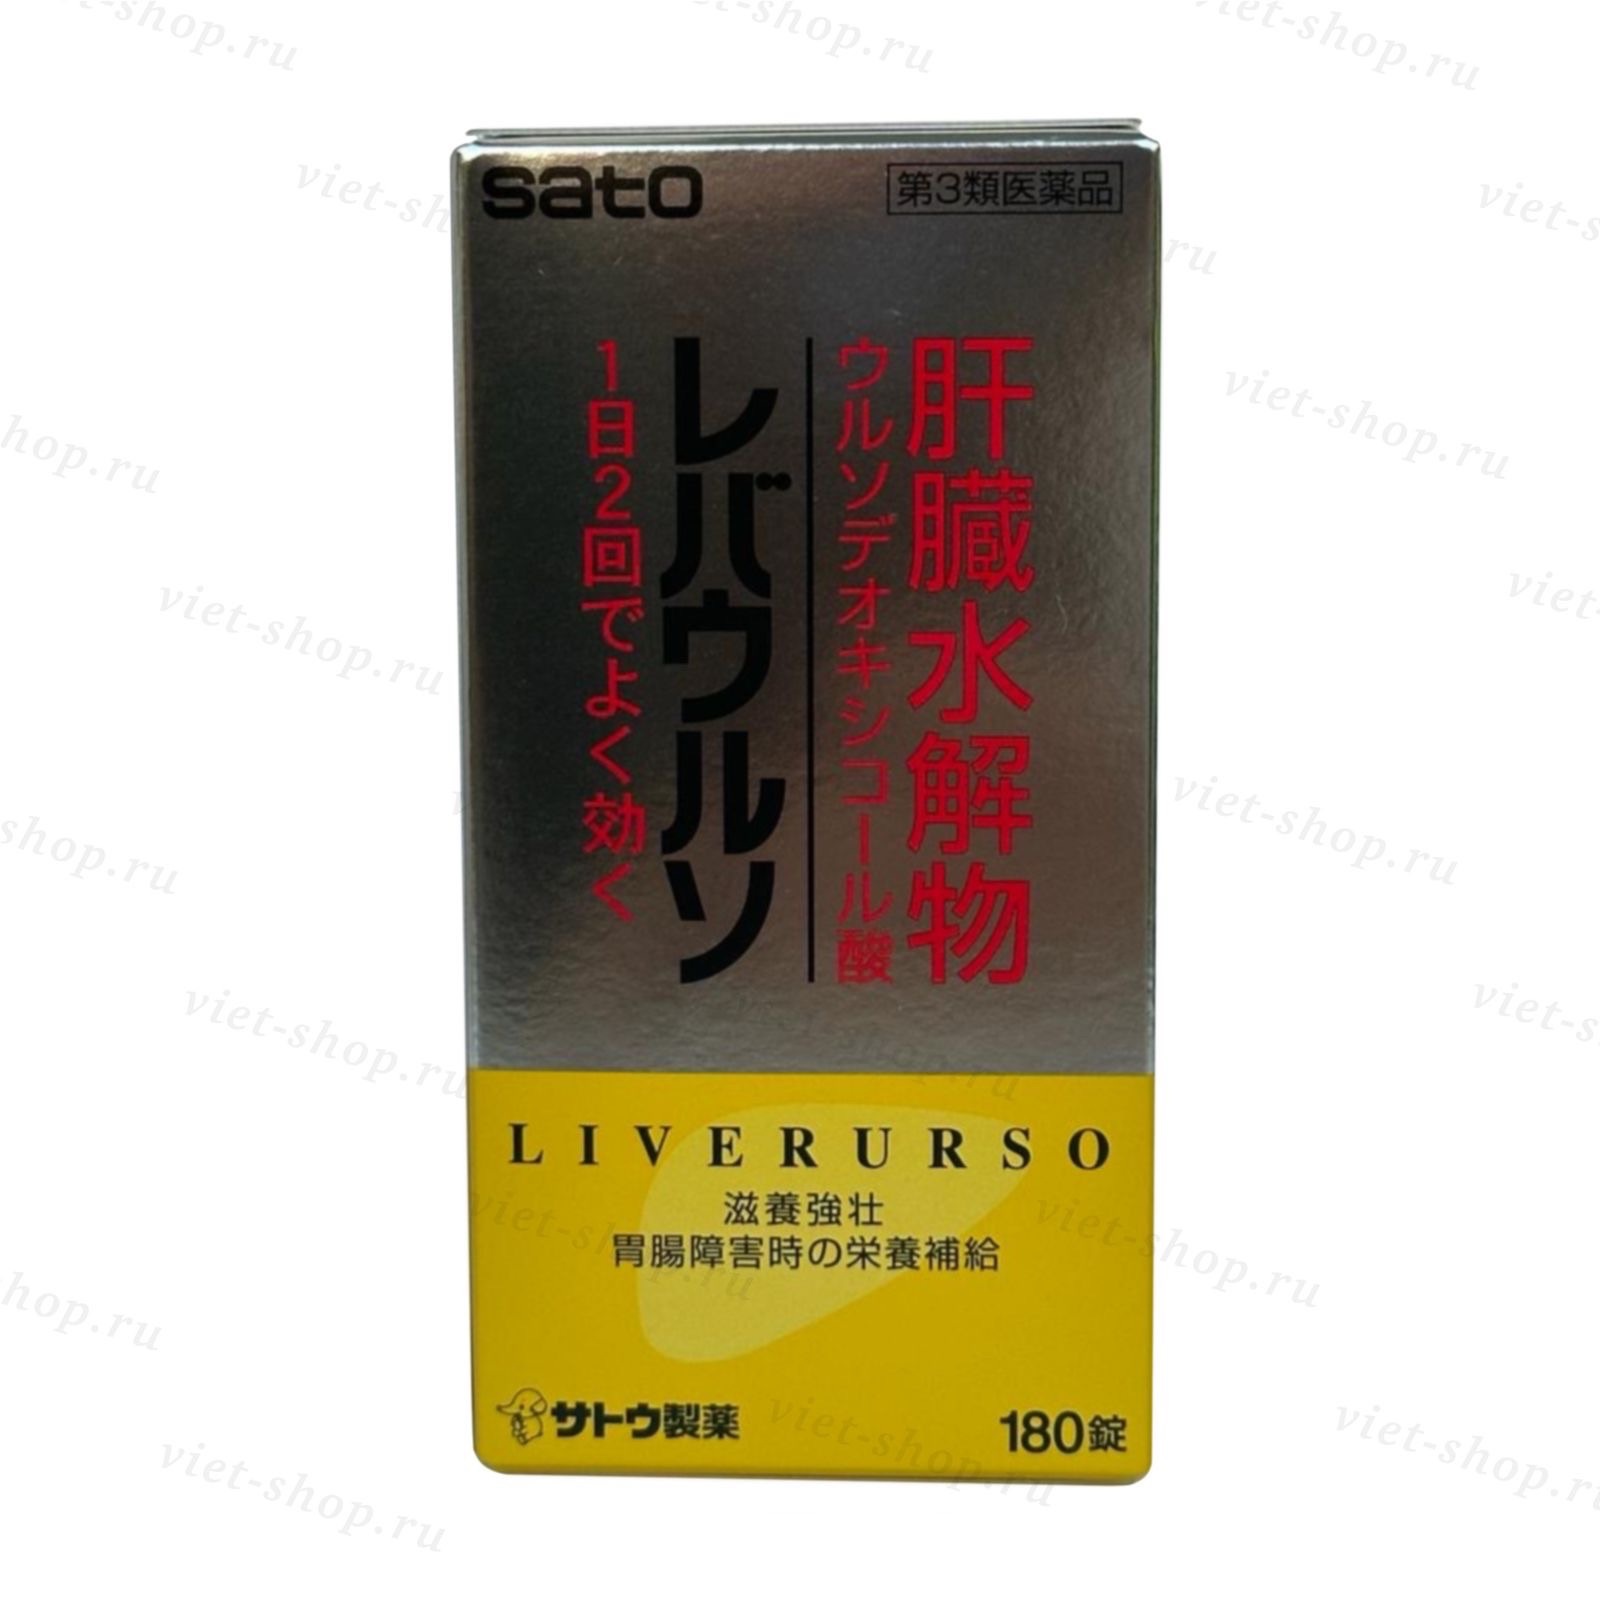 sato
第3類医薬品
肝臓水解物
ウルソデオキシコール酸
レバウルソ
1日2回でよく効く
LIVERURSO
滋養強壮
胃腸障害時の栄養補給
サトウ製薬
180錠
viet-shop.ru